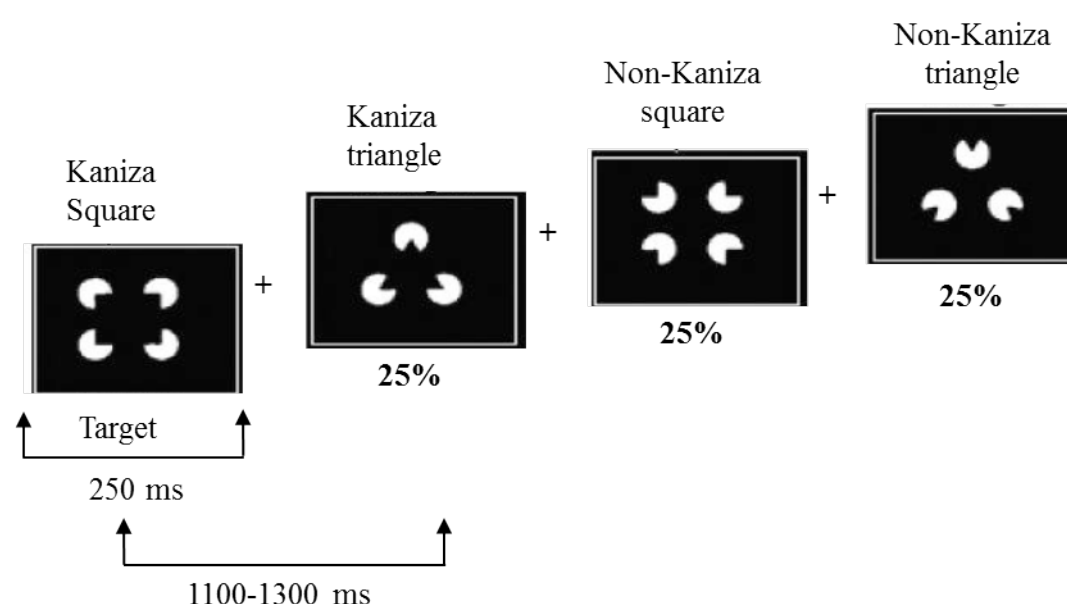 Kaniza
Square
Target
250 ms
1100-1300 ms
+
Kaniza
triangle
25%
+
Non-Kaniza
square
25%
+
Non-Kaniza
triangle
25%